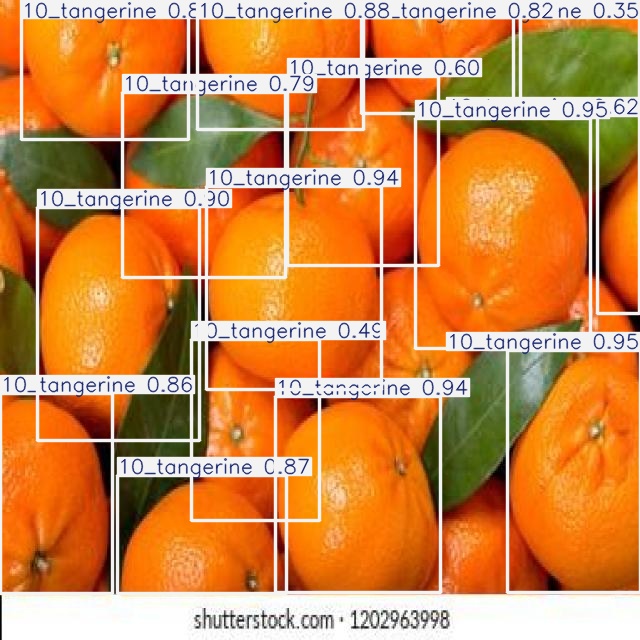 10_tangerine 0.8
10_tangerine 0.88
_tangerine 0.82
ne 0.35
10_tangerine 0.60
10_tangerine 0.79
10_tangerine 0.95
.62
10_tangerine 0.94
10_tangerine 0.90
10_tangerine 0.49
10_tangerine 0.95
10_tangerine 0.86
10_tangerine 0.94
10_tangerine 0.87
shutterstock.com · 1202963998